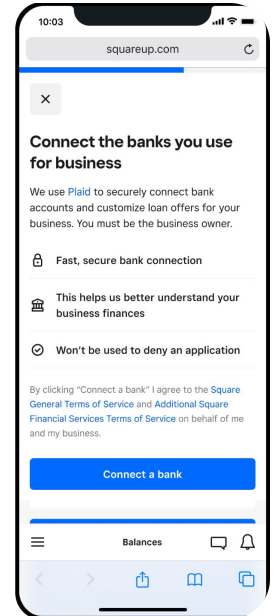 10:03
squareup.com
Connect the banks you use
for business
We use Plaid to securely connect bank
accounts and customize loan offers for your
business. You must be the business owner.
Fast, secure bank connection
This helps us better understand your
business finances
Won't be used to deny an application
By clicking "Connect a bank" I agree to the Square
General Terms of Service and Additional Square
Financial Services Terms of Service on behalf of me
and my business.
Connect a bank
Balances